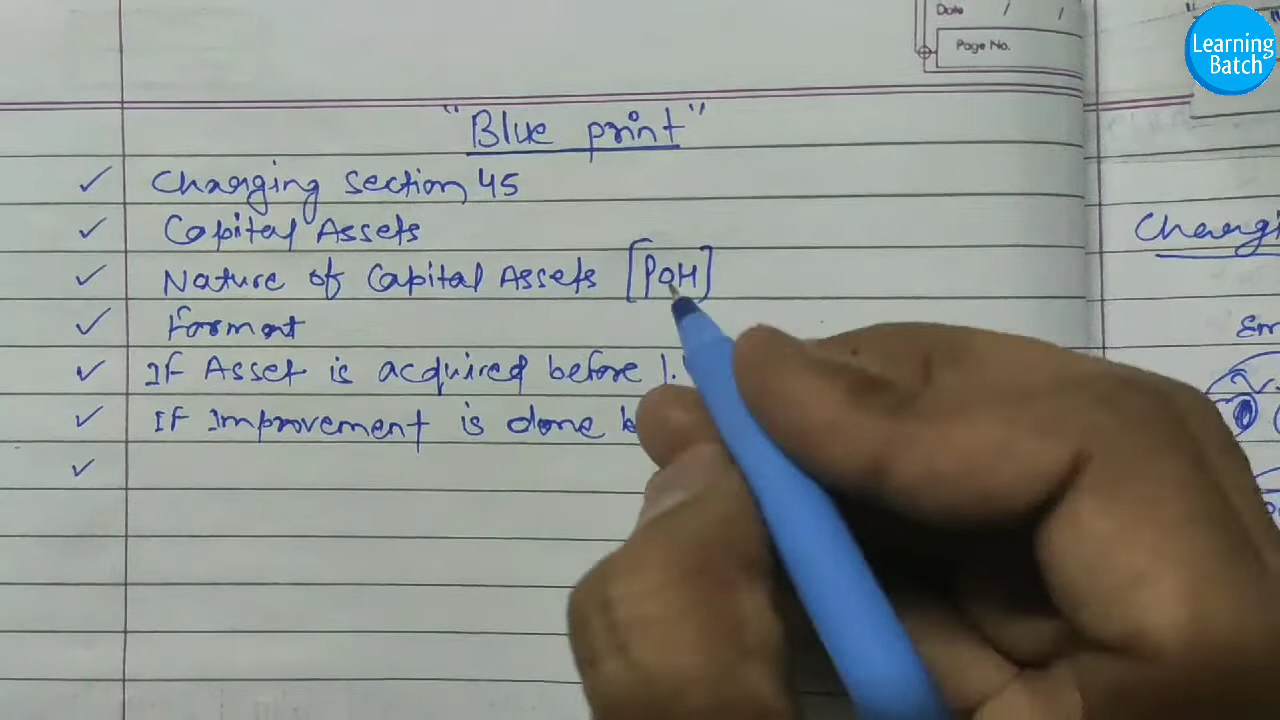 Date / /
Page No.
Learning
Batch
"Blue print"
✓ Charging Section 45
✓ Capital Assets
✓ Nature of Capital Assets [POH]
✓ Format
✓ If Asset is acquired before 1.
✓ If Improvement is done b
✓
Chargi